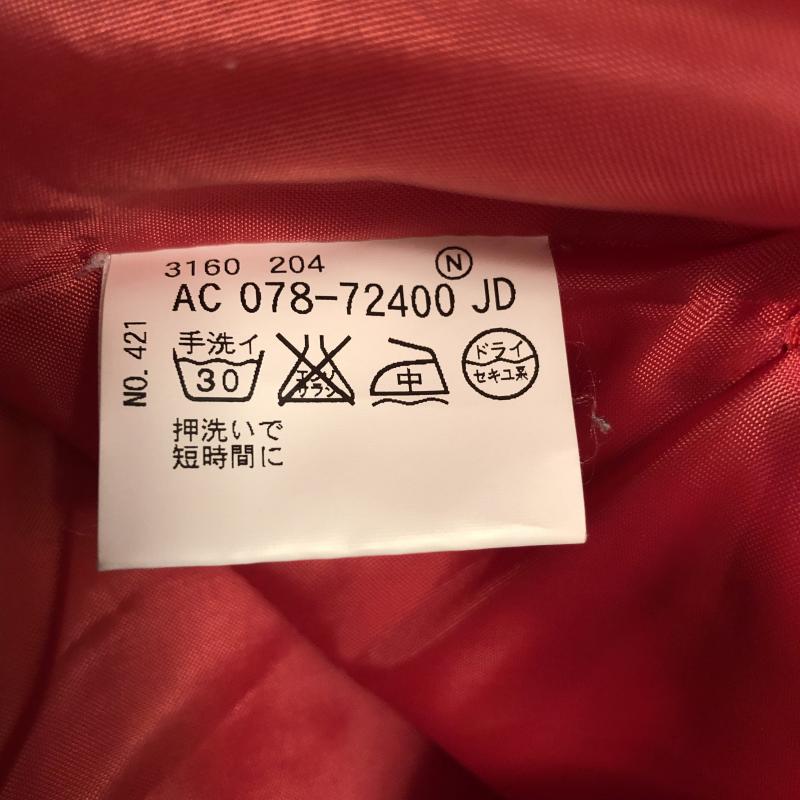 3160 204 N
AC 078-72400 JD
NO. 421
手洗イ
30
エンソ
サラシ
中
ドライ
セキユ系
押洗いで
短時間に